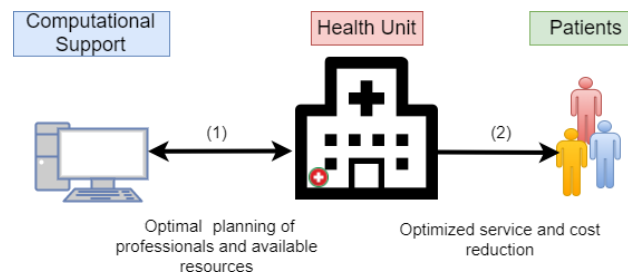 Computational
Support
Health Unit
Patients
(1)
(2)
Optimal planning of
professionals and available
resources
Optimized service and cost
reduction